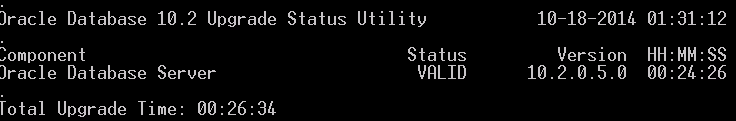 .
Oracle Database 10.2 Upgrade Status Utility 10-18-2014 01:31:12
.
Component Status Version HH:MM:SS
Oracle Database Server VALID 10.2.0.5.0 00:24:26
.
Total Upgrade Time: 00:26:34